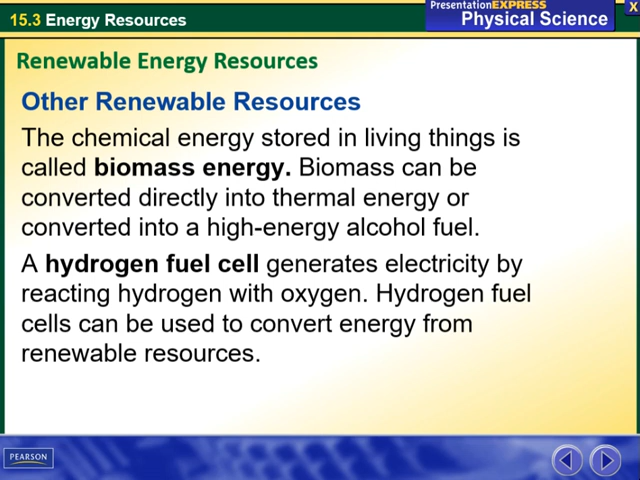 15.3 Energy Resources
PresentationEXPRESS
Physical Science
X
Renewable Energy Resources
Other Renewable Resources
The chemical energy stored in living things is
called biomass energy. Biomass can be
converted directly into thermal energy or
converted into a high-energy alcohol fuel.
A hydrogen fuel cell generates electricity by
reacting hydrogen with oxygen. Hydrogen fuel
cells can be used to convert energy from
renewable resources.
PEARSON